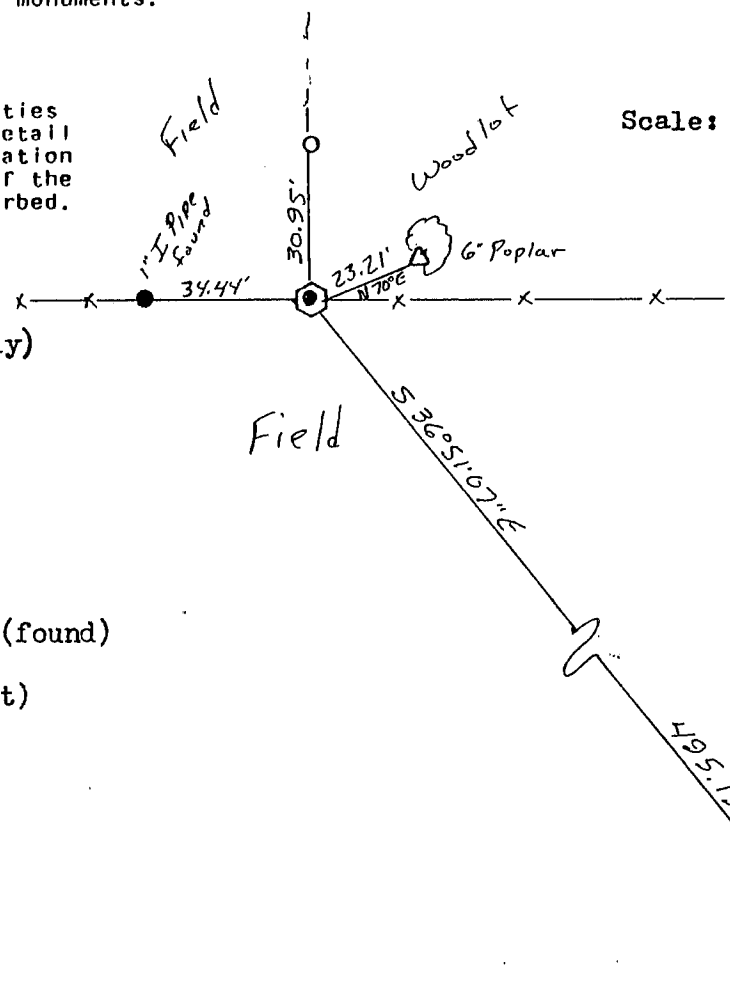 monuments.
ties
etail
ation
f the
rbed.
Field
Woodlot
Scale:
1" I Pipe
found
30.95'
34.44'
23.21'
N 70°E
6" Poplar
y)
Field
S 36°51'07" E
(found)
t)
495.1